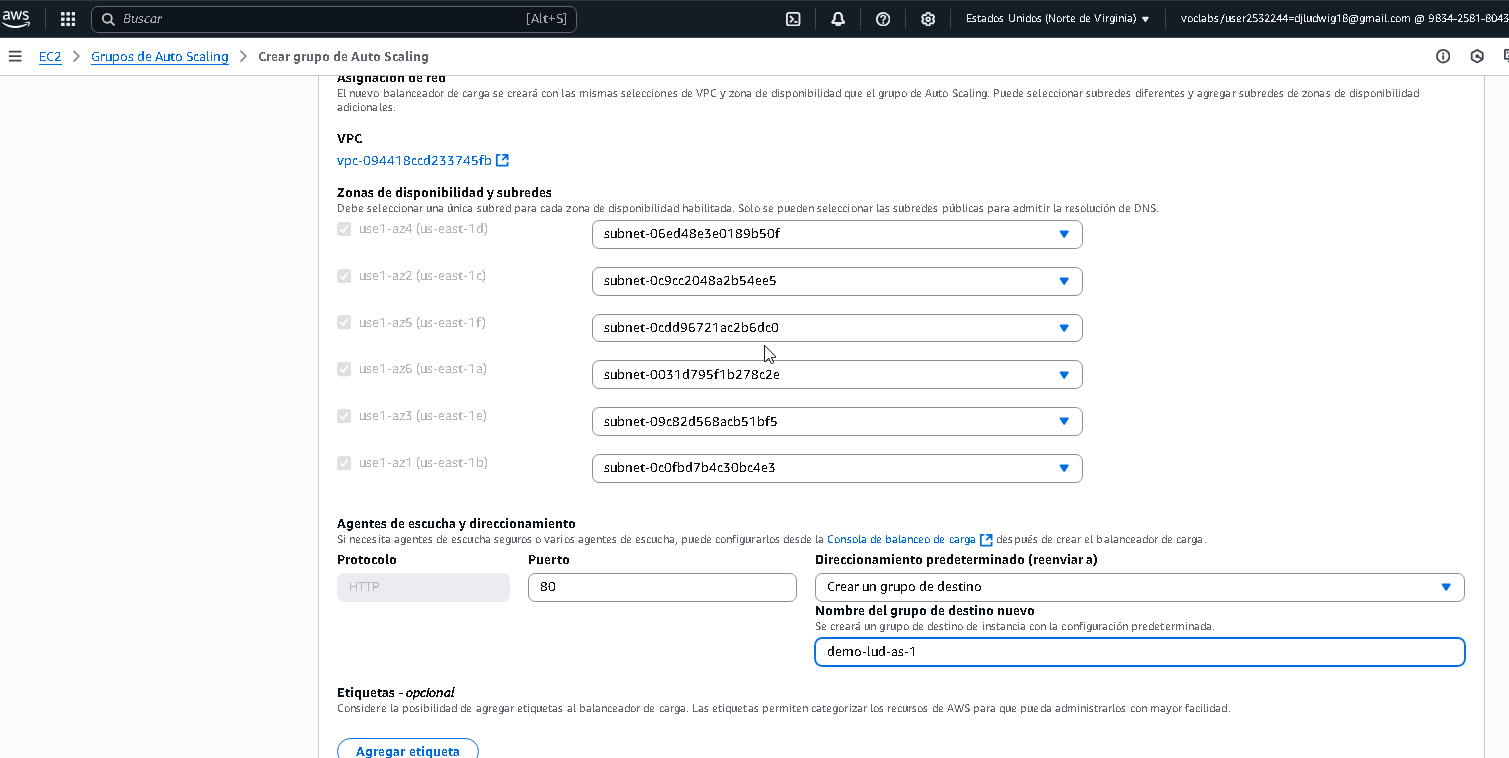 aws
Buscar [Alt+S] Estados Unidos (Norte de Virginia) voclabs/user2532244=djludwig18@gmail.com @ 9834-2581-8043
EC2 > Grupos de Auto Scaling > Crear grupo de Auto Scaling
Asignación de red
El nuevo balanceador de carga se creará con las mismas selecciones de VPC y zona de disponibilidad que el grupo de Auto Scaling. Puede seleccionar subredes diferentes y agregar subredes de zonas de disponibilidad
adicionales.
VPC
vpc-094418ccd233745fb
Zonas de disponibilidad y subredes
Debe seleccionar una única subred para cada zona de disponibilidad habilitada. Solo se pueden seleccionar las subredes públicas para admitir la resolución de DNS.
use1-az4 (us-east-1d) subnet-06ed48e3e0189b50f
use1-az2 (us-east-1c) subnet-0c9cc2048a2b54ee5
use1-az5 (us-east-1f) subnet-0cdd96721ac2b6dc0
use1-az6 (us-east-1a) subnet-0031d795f1b278c2e
use1-az3 (us-east-1e) subnet-09c82d568acb51bf5
use1-az1 (us-east-1b) subnet-0c0fbd7b4c30bc4e3
Agentes de escucha y direccionamiento
Si necesita agentes de escucha seguros o varios agentes de escucha, puede configurarlos desde la Consola de balanceo de carga después de crear el balanceador de carga.
Protocolo Puerto Direccionamiento predeterminado (reenviar a)
HTTP 80 Crear un grupo de destino
Nombre del grupo de destino nuevo
Se creará un grupo de destino de instancia con la configuración predeterminada.
demo-lud-as-1
Etiquetas - opcional
Considere la posibilidad de agregar etiquetas al balanceador de carga. Las etiquetas permiten categorizar los recursos de AWS para que pueda administrarlos con mayor facilidad.
Agregar etiqueta